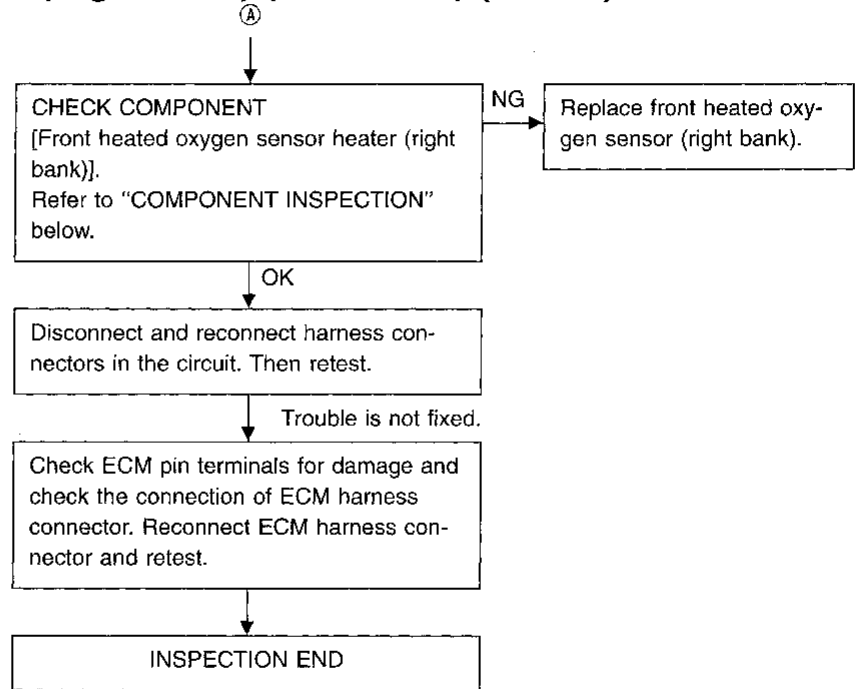 Ⓐ
CHECK COMPONENT
[Front heated oxygen sensor heater (right
bank)].
Refer to “COMPONENT INSPECTION”
below.
NG
Replace front heated oxy-
gen sensor (right bank).
OK
Disconnect and reconnect harness con-
nectors in the circuit. Then retest.
Trouble is not fixed.
Check ECM pin terminals for damage and
check the connection of ECM harness
connector. Reconnect ECM harness con-
nector and retest.
INSPECTION END